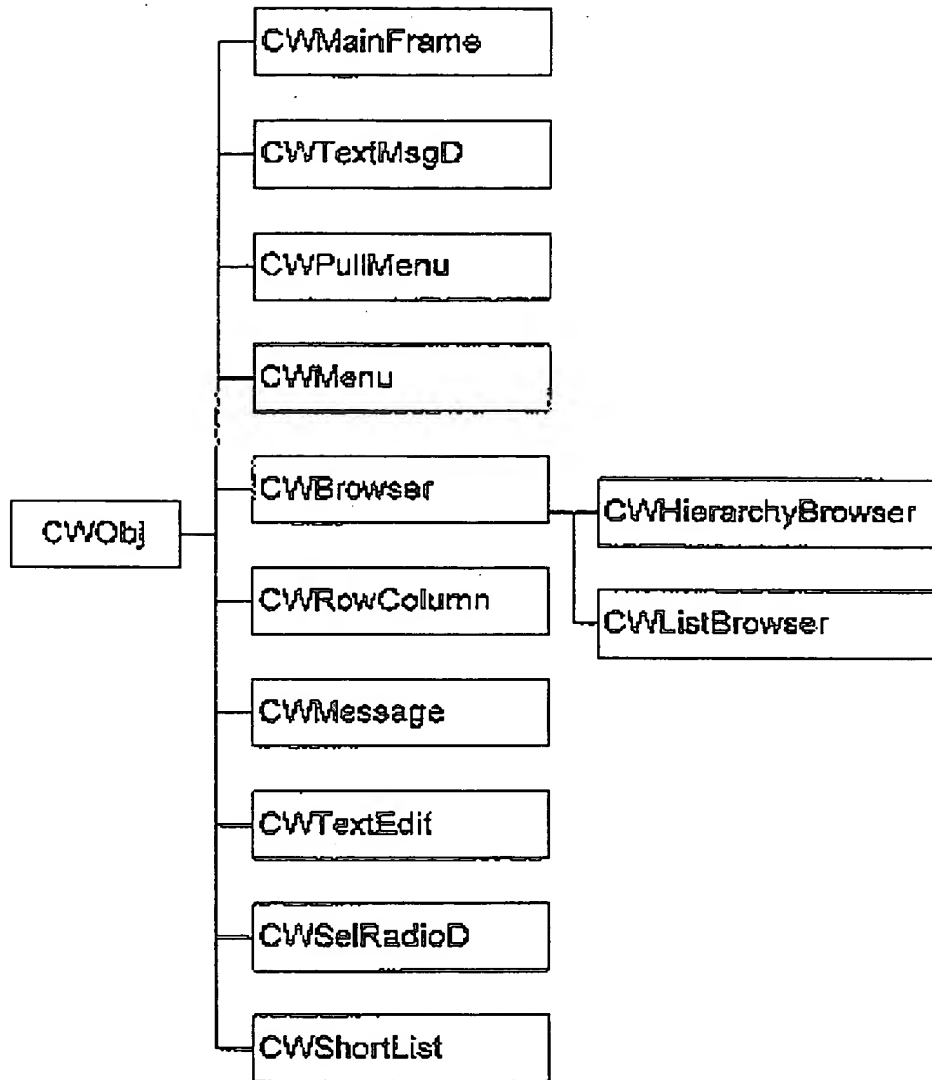 CWMainFrame
CWTextMsgD
CWPullMenu
CWMenu
CWBrowser
CWHierarchyBrowser
CWObj
CWRowColumn
CWListBrowser
CWMessage
CWTextEdit
CWSelRadioD
CWShortList